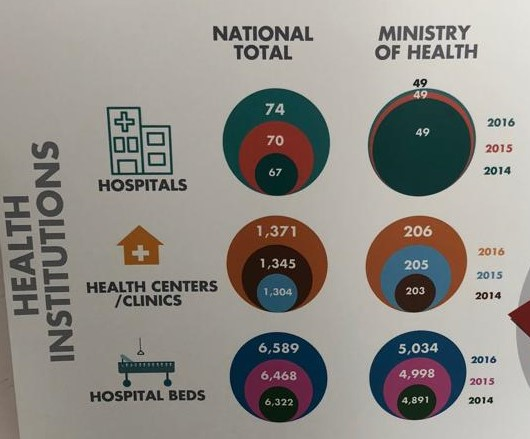 NATIONAL
TOTAL
MINISTRY
OF HEALTH
HEALTH
INSTITUTIONS
HOSPITALS
74
70
67
49
49
49
2016
2015
2014
HEALTH CENTERS
/CLINICS
1,371
1,345
1,304
206
205
203
2016
2015
2014
HOSPITAL BEDS
6,589
6,468
6,322
5,034
4,998
4,891
2016
2015
2014